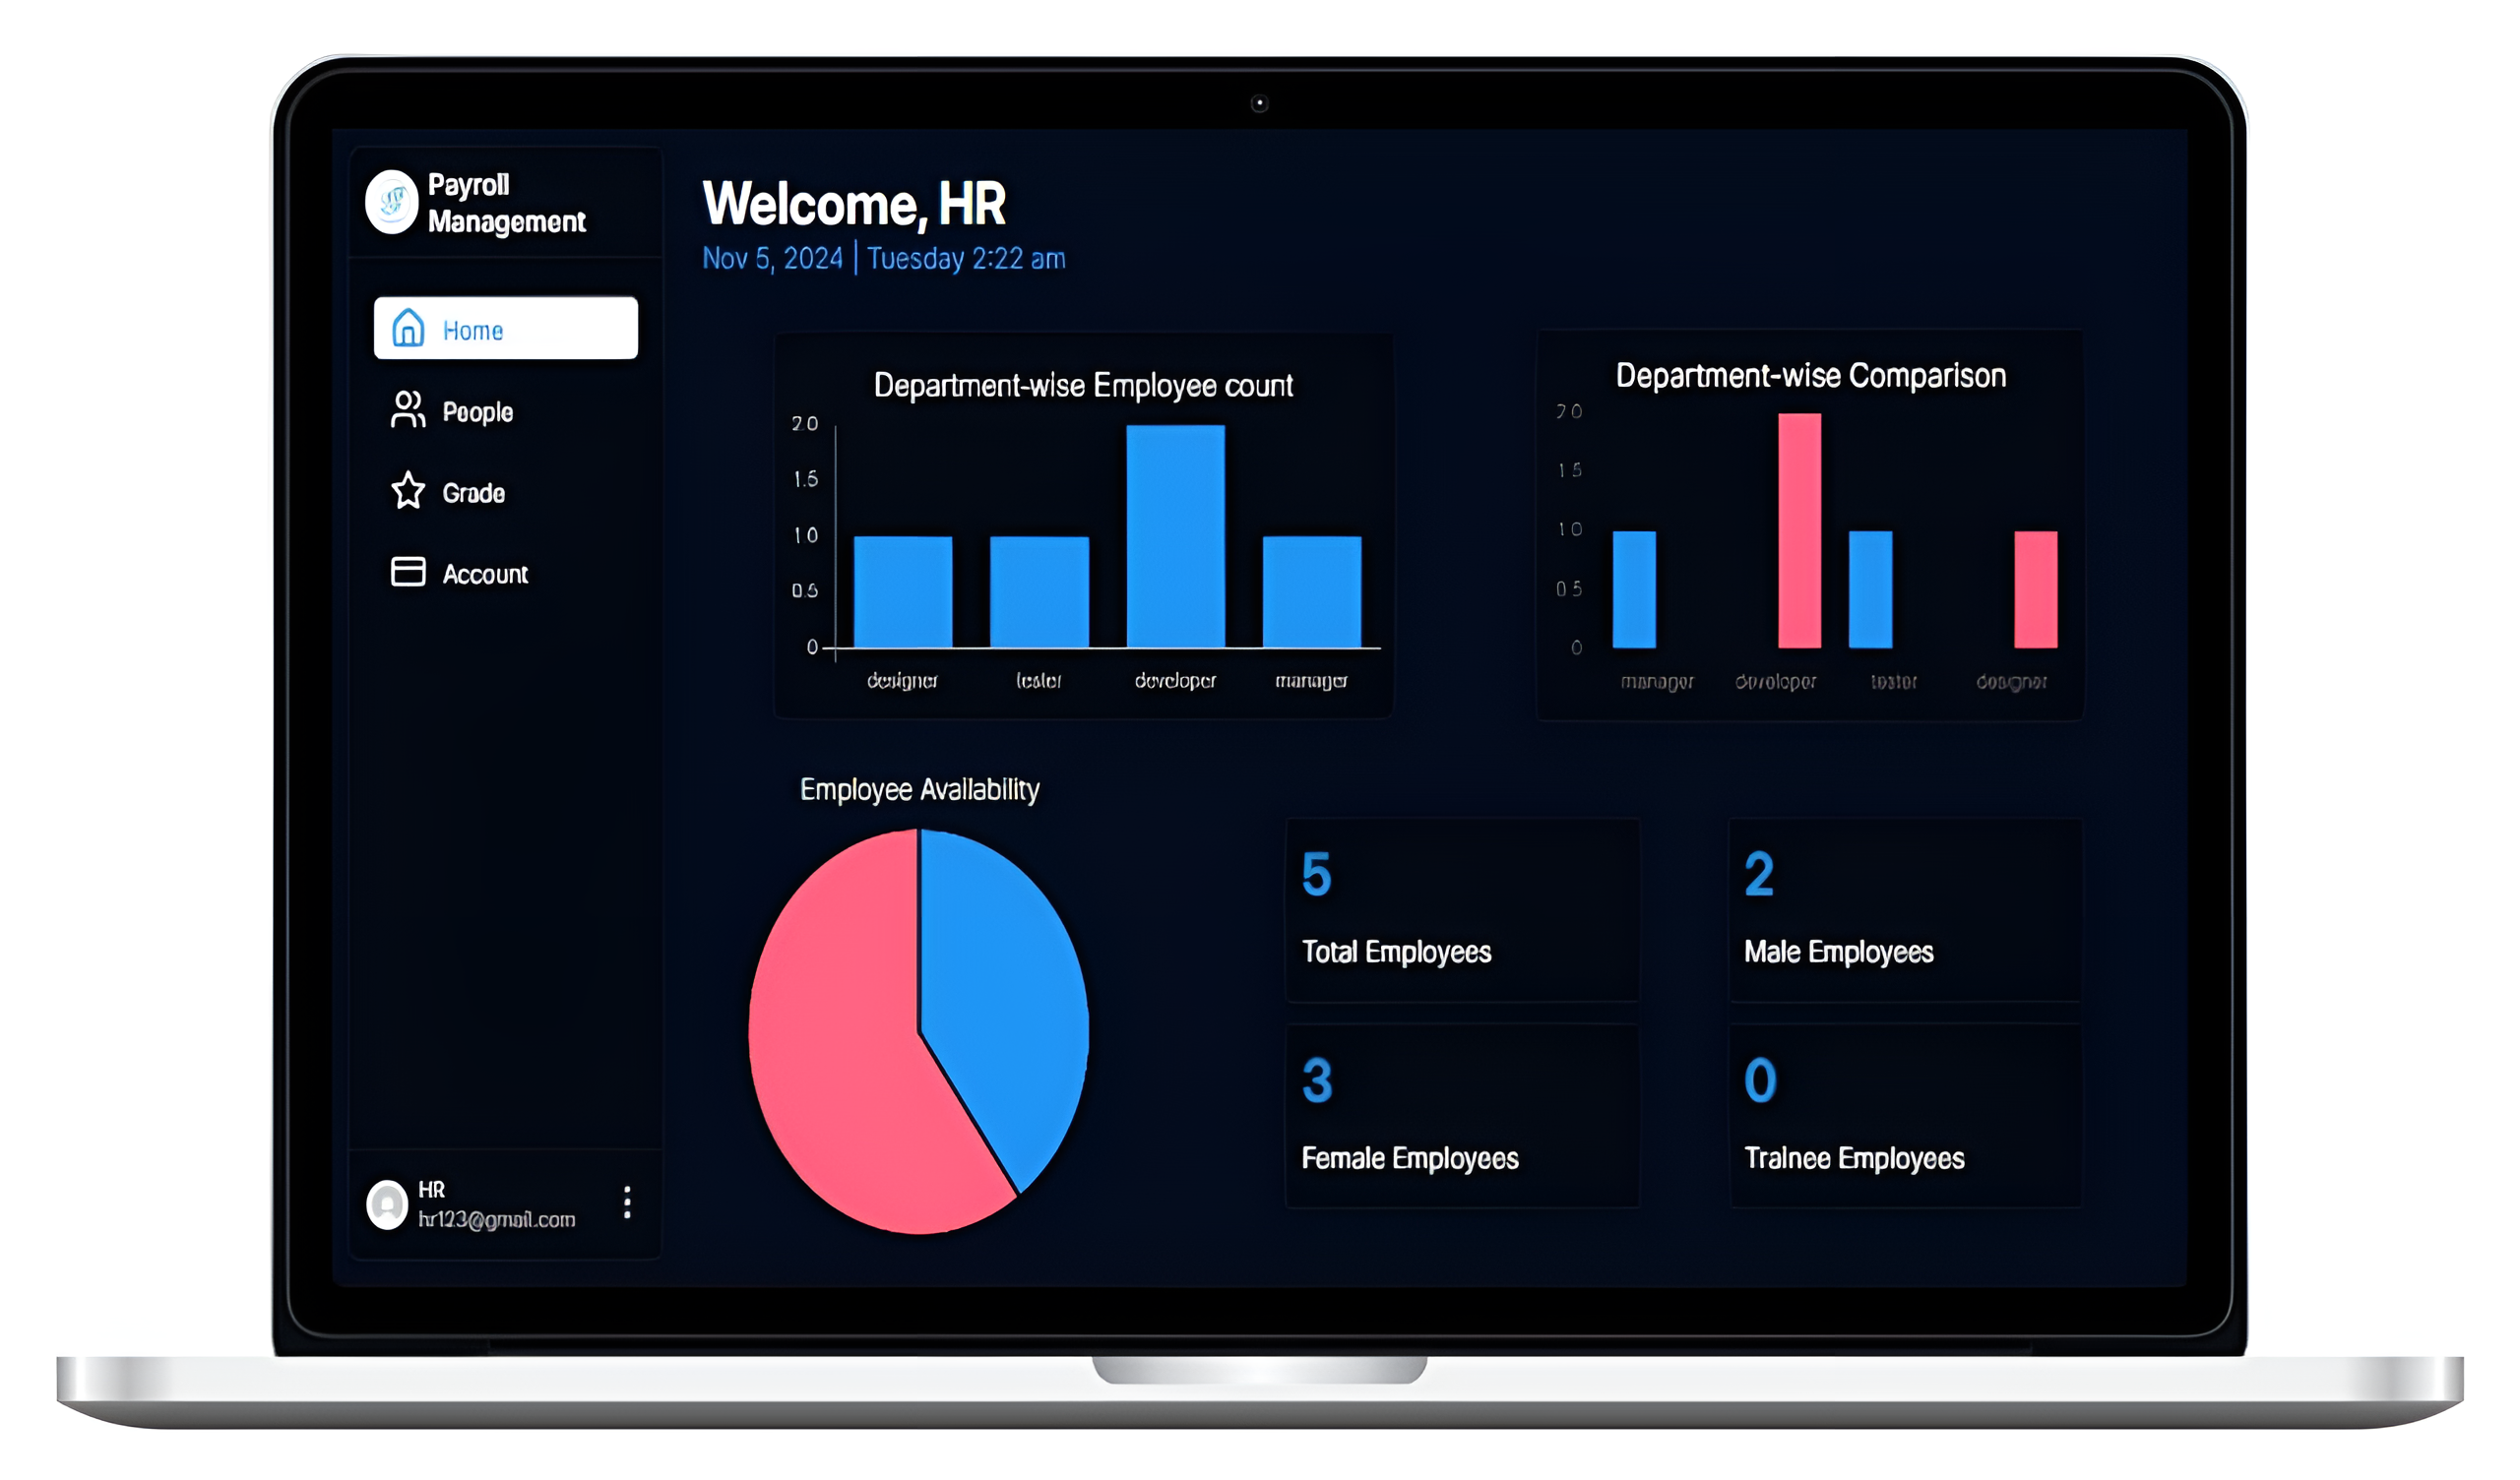 Payroll
Management
Home
People
Grade
Account
HR
hr123@gmail.com
Welcome, HR
Nov 5, 2024 | Tuesday 2:22 am
Department-wise Employee count
2.0
1.5
1.0
0.5
0
designer
tester
developer
manager
Department-wise Comparison
2.0
1.5
1.0
0.5
0
manager
developer
tester
designer
Employee Availability
5
Total Employees
2
Male Employees
3
Female Employees
0
Trainee Employees